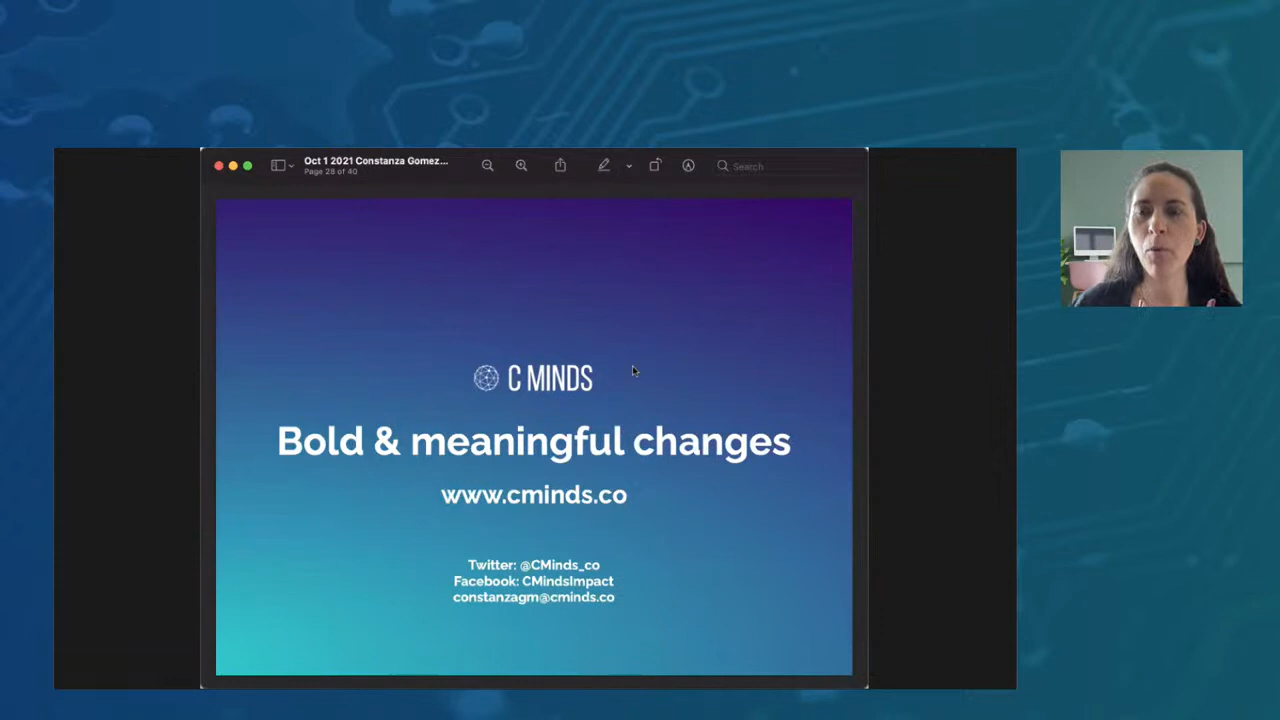 Oct 1 2021 Constanza Gomez...
Page 28 of 40
Search
C MINDS
Bold & meaningful changes
www.cminds.co
Twitter: @CMinds_co
Facebook: CMindsImpact
constanzagm@cminds.co